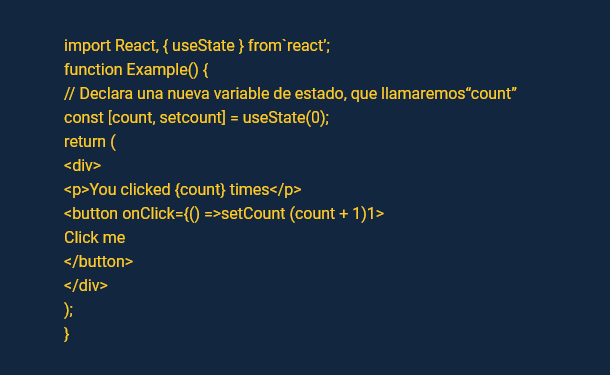 import React, { useState } from`react’;
function Example() {
// Declara una nueva variable de estado, que llamaremos“count”
const [count, setcount] = useState(0);
return (
<div>
<p>You clicked {count} times</p>
<button onClick={() =>setCount (count + 1)1>
Click me
</button>
</div>
);
}